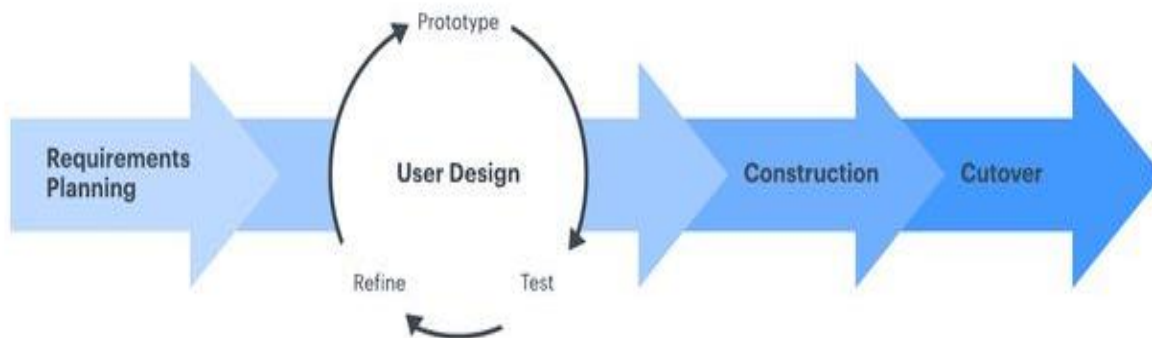 Prototype
Requirements
Planning
User Design
Construction
Cutover
Refine
Test